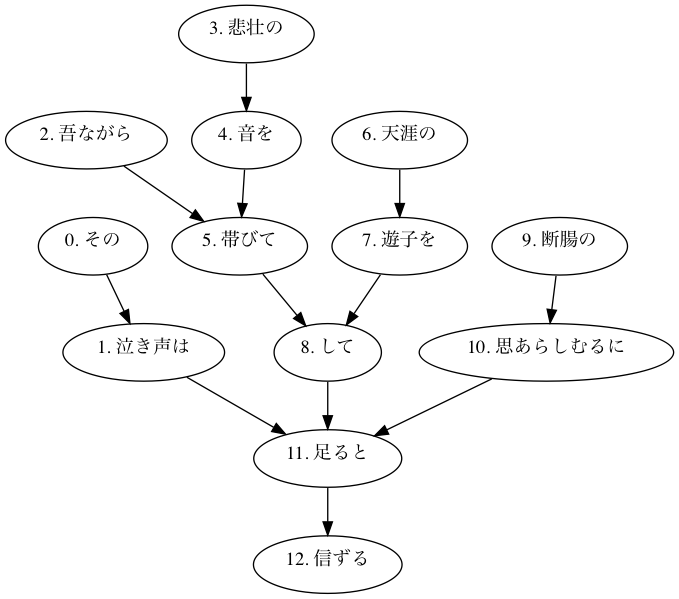 3. 悲壮の
2. 吾ながら
4. 音を
6. 天涯の
0. その
5. 帯びて
7. 遊子を
9. 断腸の
1. 泣き声は
8. して
10. 思あらしむるに
11. 足ると
12. 信ずる